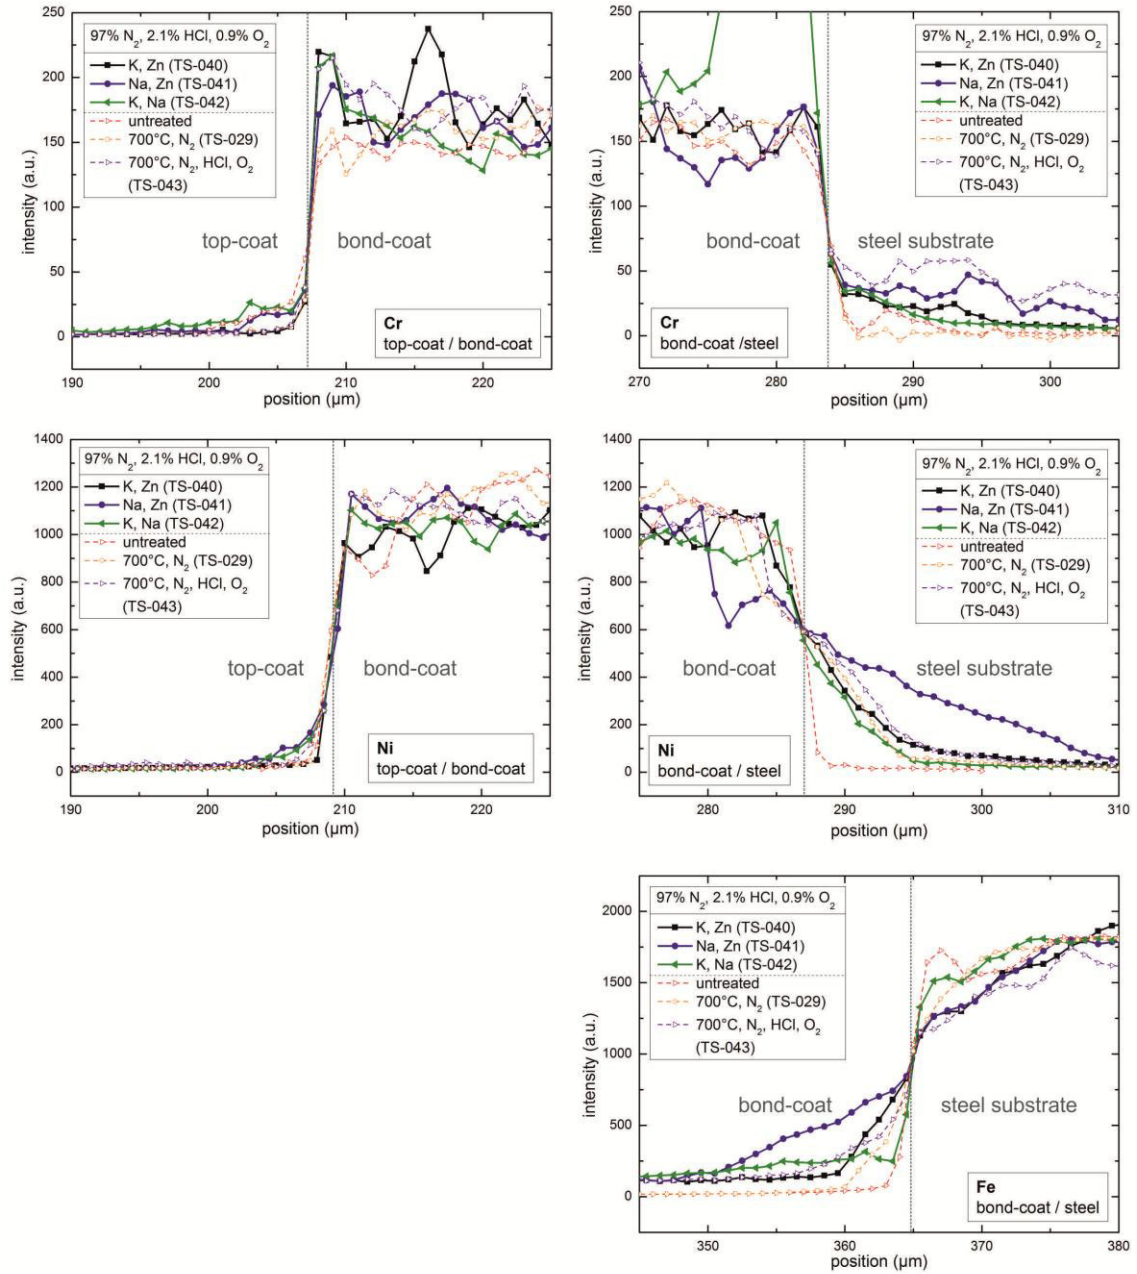 97% N₂, 2.1% HCl, 0.9% O₂
K, Zn (TS-040)
Na, Zn (TS-041)
K, Na (TS-042)
untreated
700°C, N₂ (TS-029)
700°C, N₂, HCl, O₂
(TS-043)
250
200
150
100
50
0
intensity (a.u.)
top-coat
bond-coat
Cr
top-coat / bond-coat
190
200
210
220
position (µm)
97% N₂, 2.1% HCl, 0.9% O₂
K, Zn (TS-040)
Na, Zn (TS-041)
K, Na (TS-042)
untreated
700°C, N₂ (TS-029)
700°C, N₂, HCl, O₂
(TS-043)
250
200
150
100
50
0
intensity (a.u.)
bond-coat
steel substrate
Cr
bond-coat /steel
270
280
290
300
position (µm)
97% N₂, 2.1% HCl, 0.9% O₂
K, Zn (TS-040)
Na, Zn (TS-041)
K, Na (TS-042)
untreated
700°C, N₂ (TS-029)
700°C, N₂, HCl, O₂
(TS-043)
1400
1200
1000
800
600
400
200
0
intensity (a.u.)
top-coat
bond-coat
Ni
top-coat / bond-coat
190
200
210
220
position (µm)
97% N₂, 2.1% HCl, 0.9% O₂
K, Zn (TS-040)
Na, Zn (TS-041)
K, Na (TS-042)
untreated
700°C, N₂ (TS-029)
700°C, N₂, HCl, O₂
(TS-043)
1400
1200
1000
800
600
400
200
0
intensity (a.u.)
bond-coat
steel substrate
Ni
bond-coat / steel
280
290
300
310
position (µm)
97% N₂, 2.1% HCl, 0.9% O₂
K, Zn (TS-040)
Na, Zn (TS-041)
K, Na (TS-042)
untreated
700°C, N₂ (TS-029)
700°C, N₂, HCl, O₂
(TS-043)
2000
1500
1000
500
0
intensity (a.u.)
bond-coat
steel substrate
Fe
bond-coat / steel
350
360
370
380
position (µm)